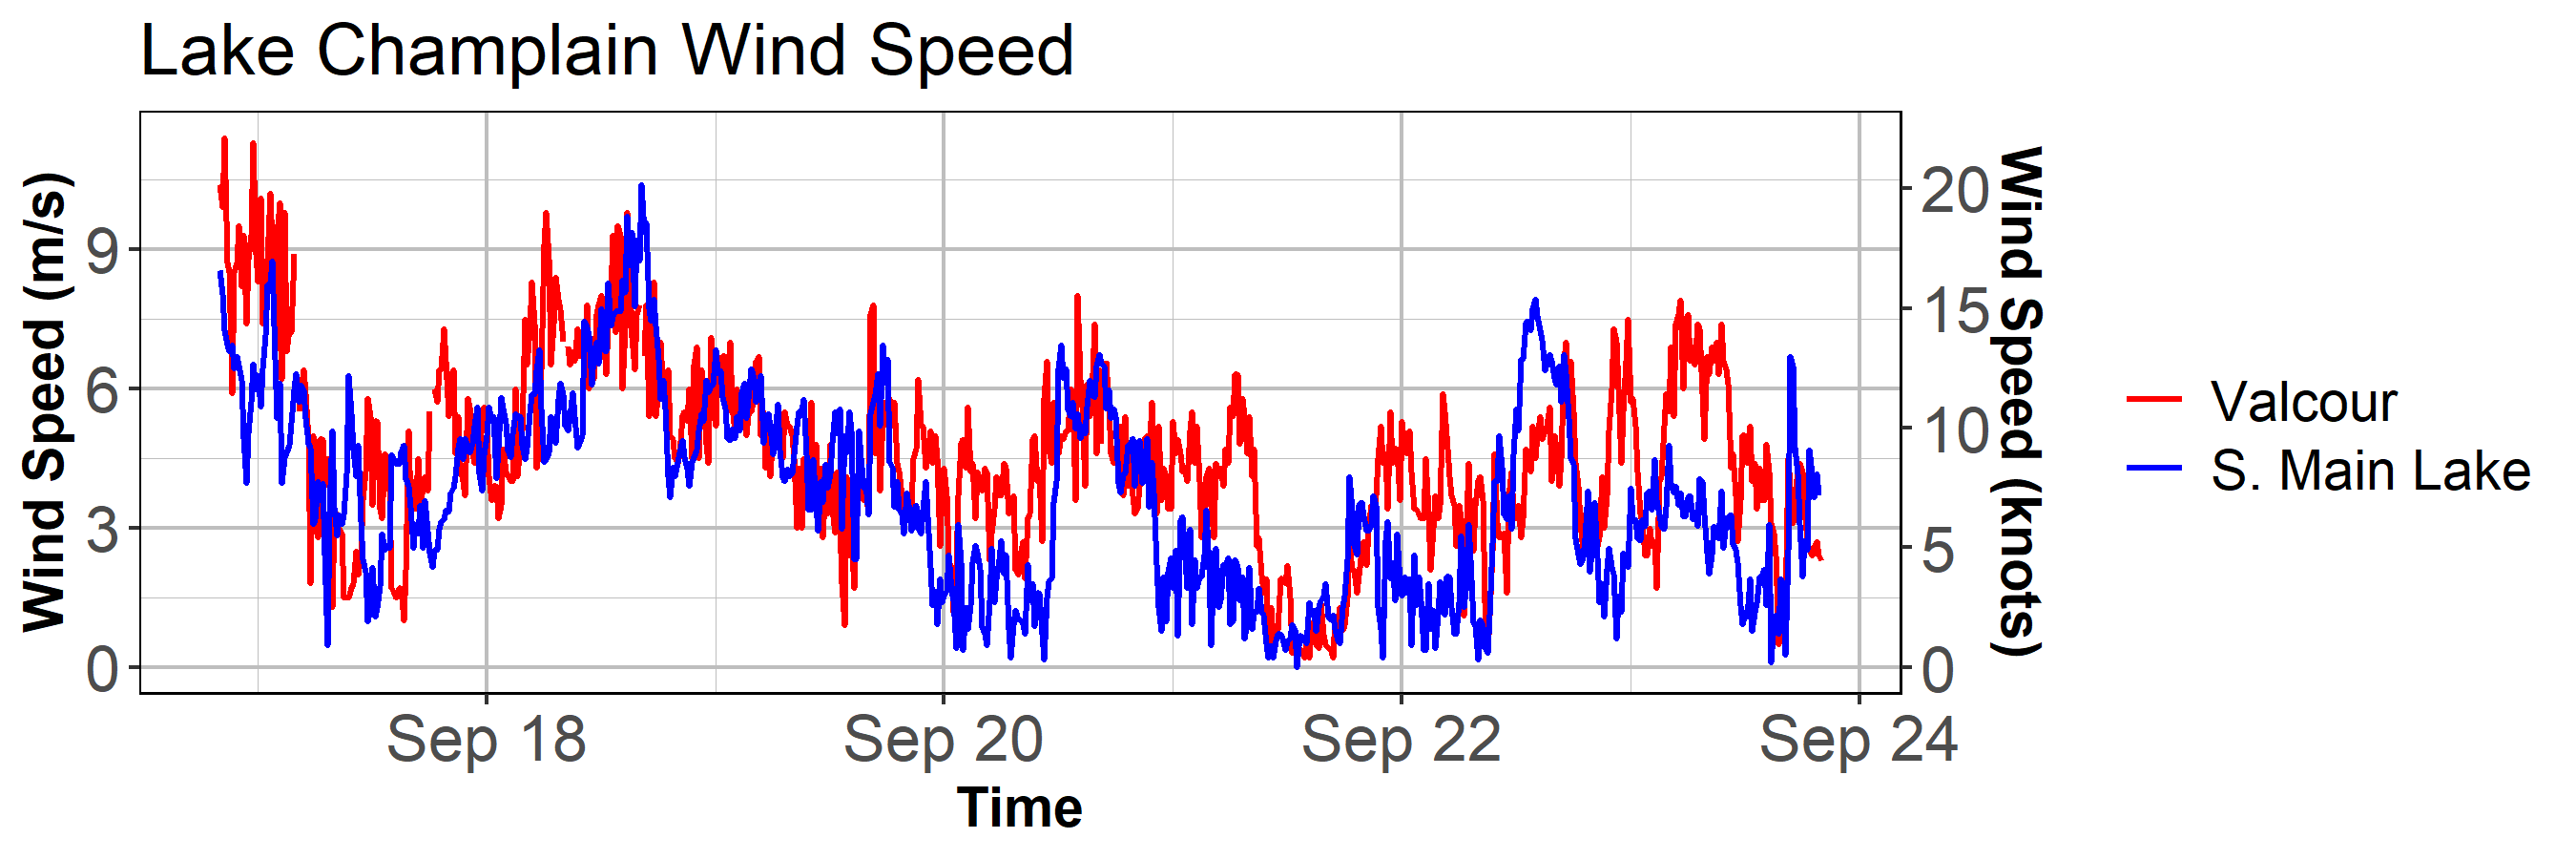 Lake Champlain Wind Speed
Wind Speed (m/s)
9
6
3
0
20
15
10
5
0
Wind Speed (knots)
Sep 18
Sep 20
Sep 22
Sep 24
Time
Valcour
S. Main Lake